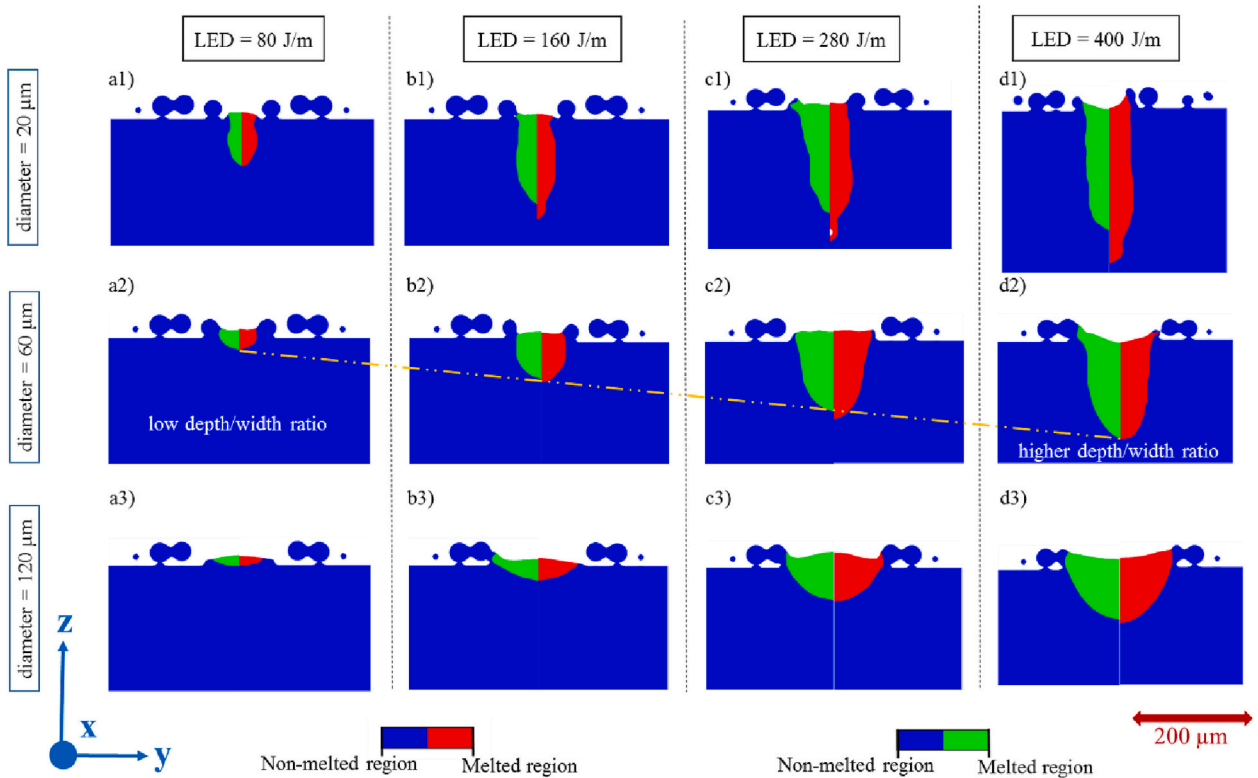 LED = 80 J/m
LED = 160 J/m
LED = 280 J/m
LED = 400 J/m
diameter = 20 µm
a1)
b1)
c1)
d1)
diameter = 60 µm
a2)
b2)
c2)
d2)
low depth/width ratio
higher depth/width ratio
diameter = 120 µm
a3)
b3)
c3)
d3)
z
x
y
200 µm
Non-melted region
Melted region
Non-melted region
Melted region